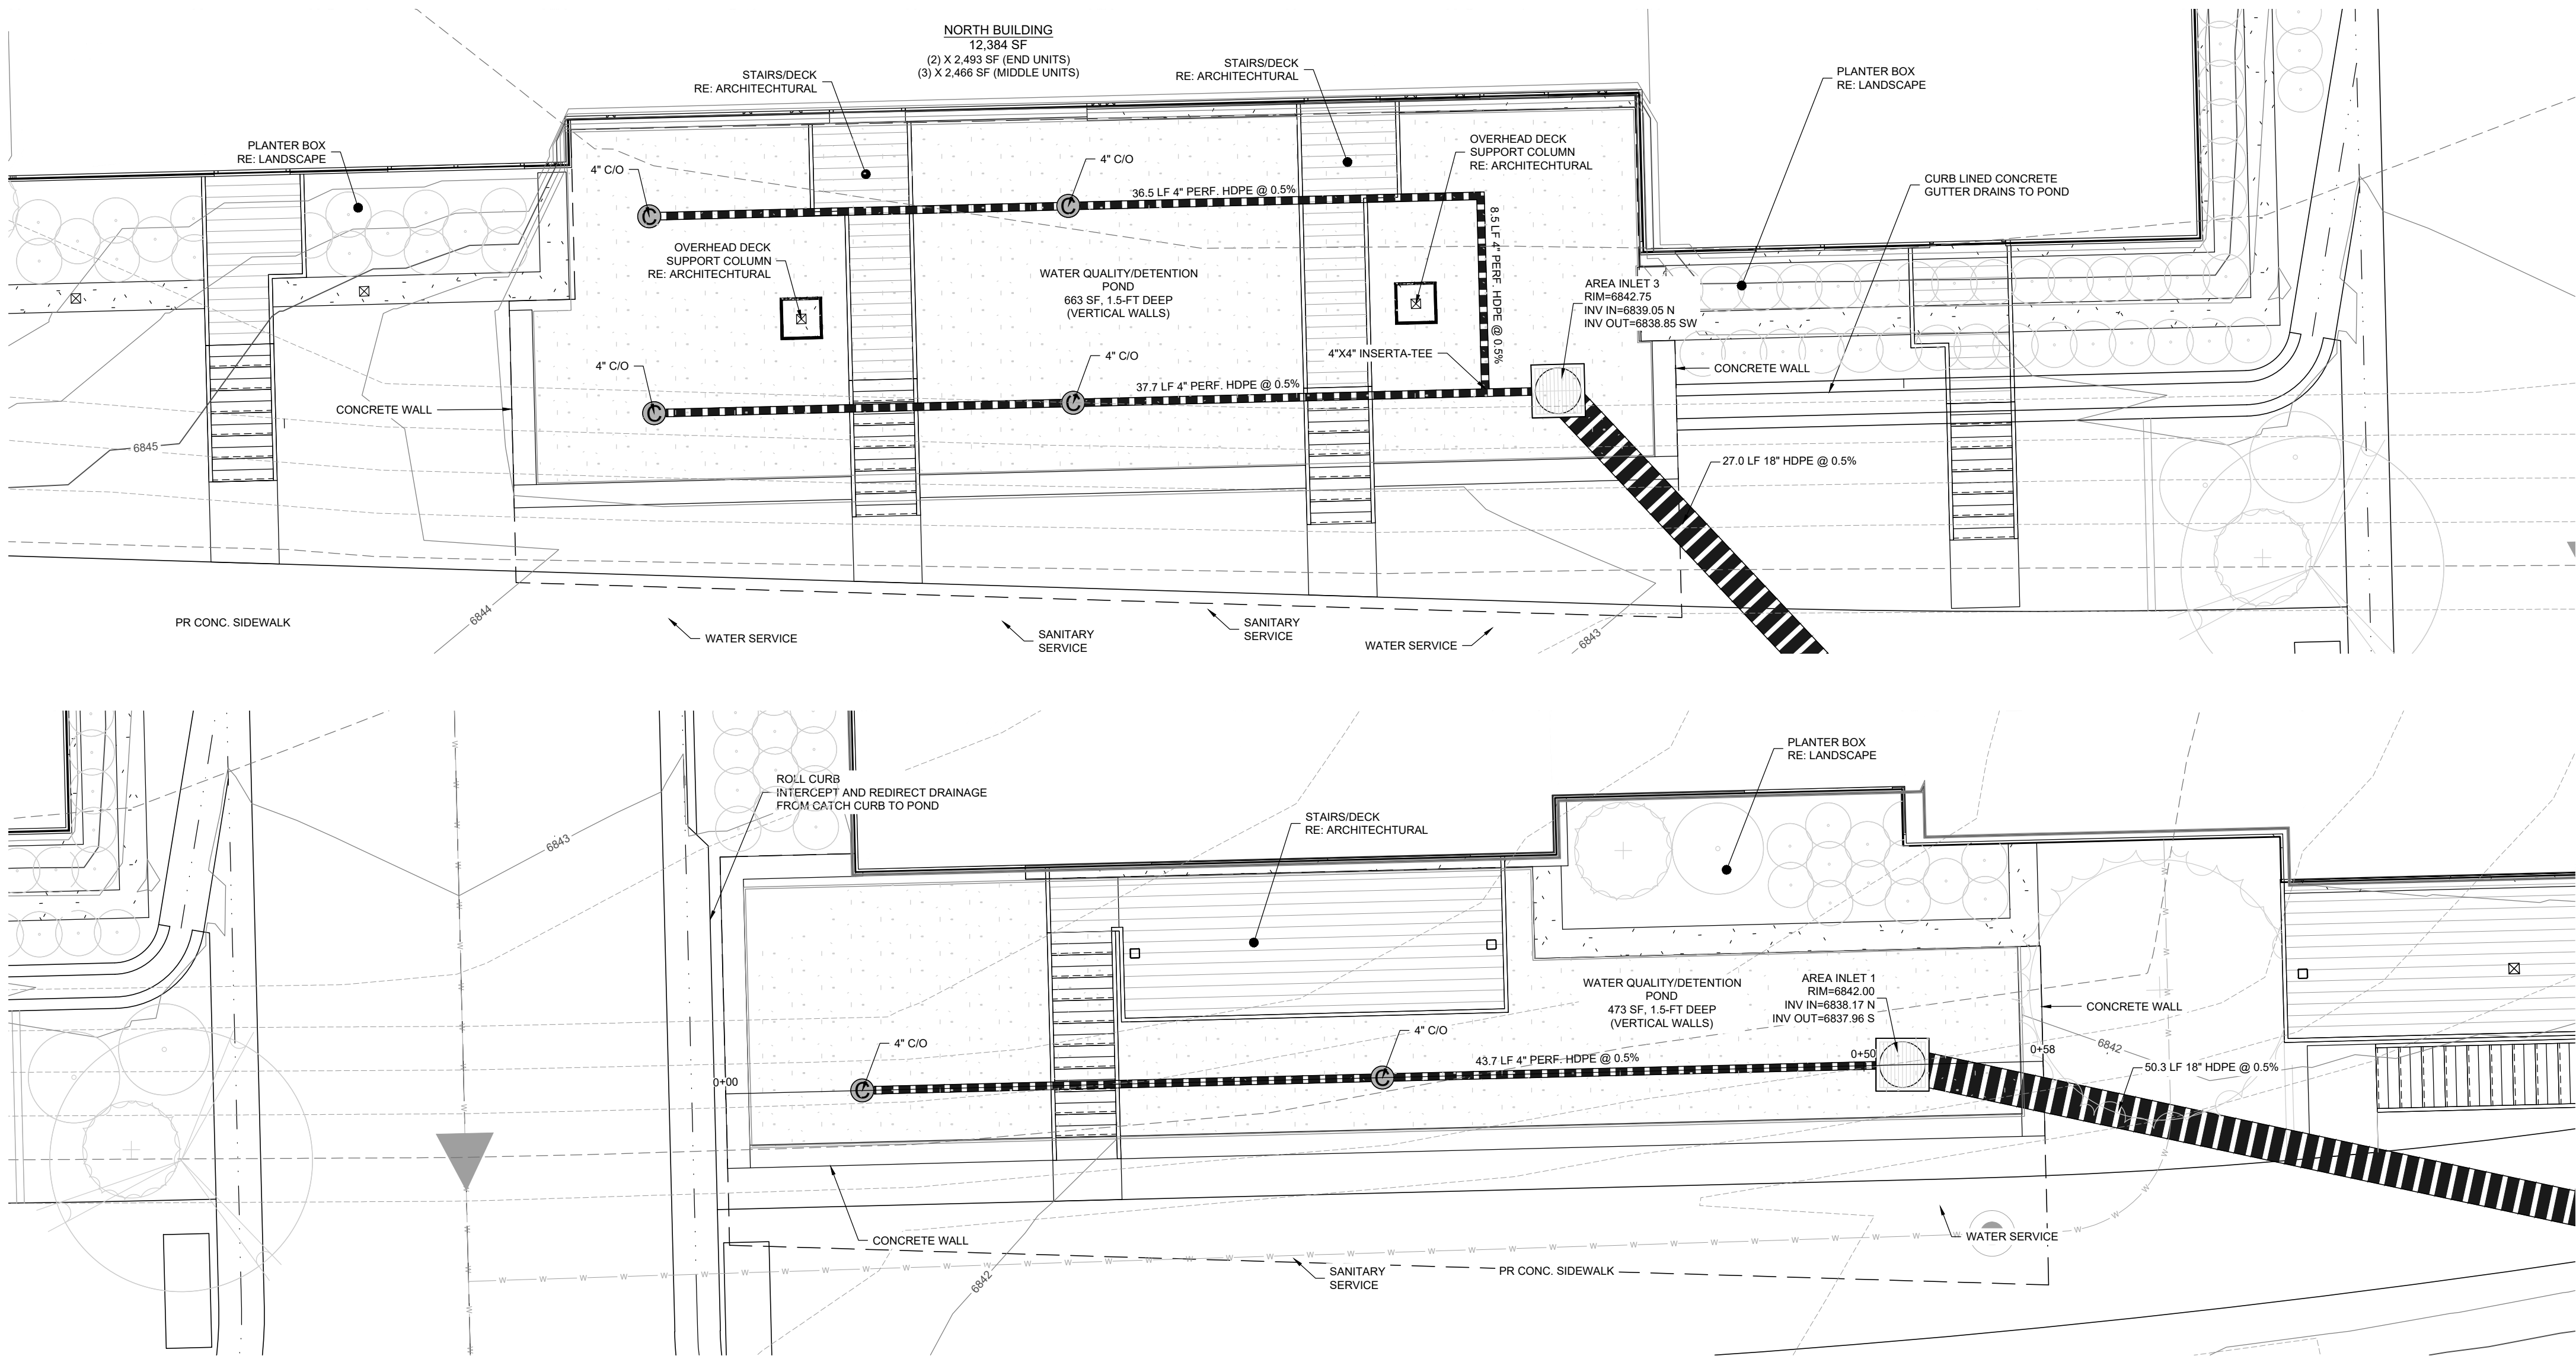 NORTH BUILDING
12,384 SF
(2) X 2,493 SF (END UNITS)
(3) X 2,466 SF (MIDDLE UNITS)
STAIRS/DECK
RE: ARCHITECHTURAL
STAIRS/DECK
RE: ARCHITECHTURAL
PLANTER BOX
RE: LANDSCAPE
PLANTER BOX
RE: LANDSCAPE
OVERHEAD DECK
SUPPORT COLUMN
RE: ARCHITECHTURAL
4" C/O
4" C/O
CURB LINED CONCRETE
GUTTER DRAINS TO POND
36.5 LF 4" PERF. HDPE @ 0.5%
C
C
8.5 LF 4" PERF. HDPE @ 0.5%
OVERHEAD DECK
SUPPORT COLUMN
RE: ARCHITECHTURAL
WATER QUALITY/DETENTION
POND
663 SF, 1.5-FT DEEP
(VERTICAL WALLS)
AREA INLET 3
RIM=6842.75
INV IN=6839.05 N
INV OUT=6838.85 SW
4" C/O
4" C/O
4"X4" INSERTA-TEE
CONCRETE WALL
37.7 LF 4" PERF. HDPE @ 0.5%
C
C
CONCRETE WALL
6845
27.0 LF 18" HDPE @ 0.5%
6844
PR CONC. SIDEWALK
WATER SERVICE
SANITARY
SERVICE
SANITARY
SERVICE
WATER SERVICE
6843
PLANTER BOX
RE: LANDSCAPE
ROLL CURB
INTERCEPT AND REDIRECT DRAINAGE
FROM CATCH CURB TO POND
6843
STAIRS/DECK
RE: ARCHITECHTURAL
WATER QUALITY/DETENTION
POND
473 SF, 1.5-FT DEEP
(VERTICAL WALLS)
AREA INLET 1
RIM=6842.00
INV IN=6838.17 N
INV OUT=6837.96 S
CONCRETE WALL
4" C/O
4" C/O
6842
0+00
0+50
0+58
43.7 LF 4" PERF. HDPE @ 0.5%
50.3 LF 18" HDPE @ 0.5%
C
C
CONCRETE WALL
WATER SERVICE
6842
SANITARY
SERVICE
PR CONC. SIDEWALK